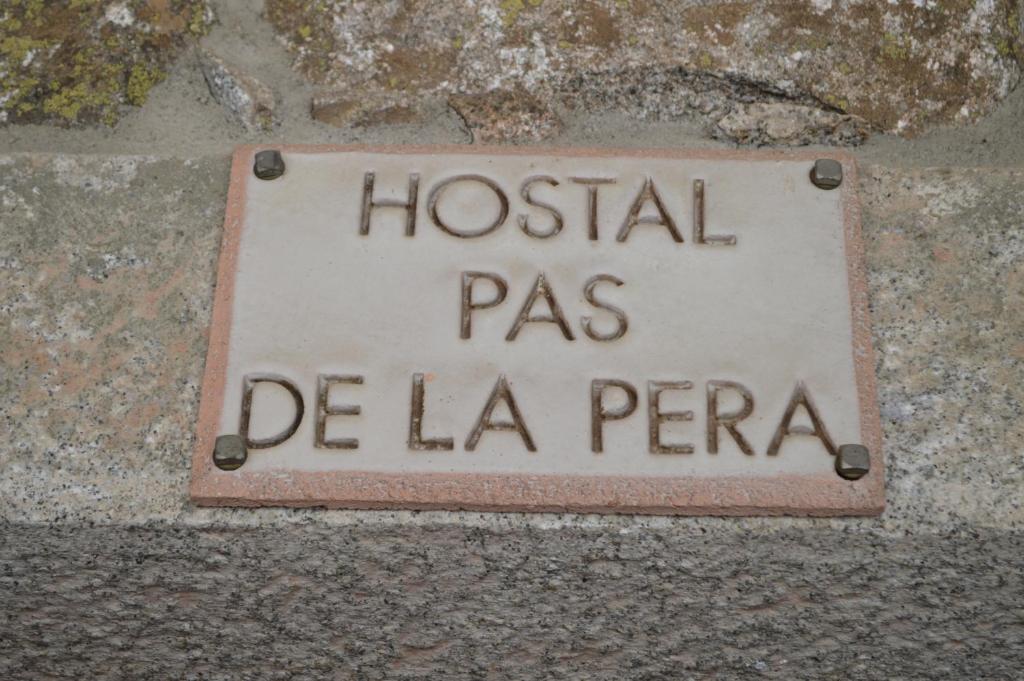 HOSTAL
PAS
DE LA PERA